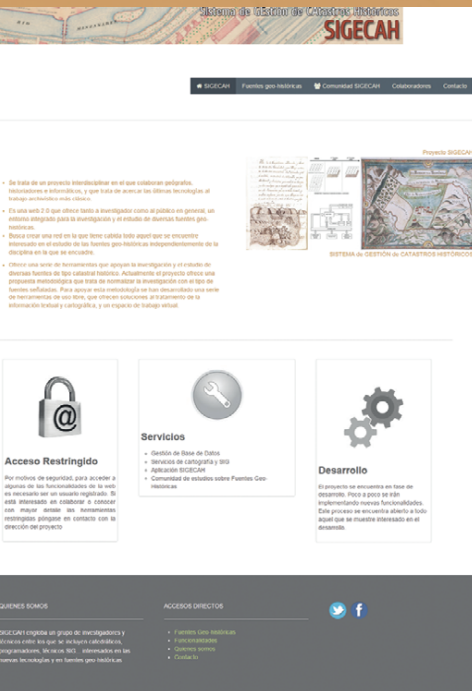 Sistema de GEstión de Catastros Históricos
SIGECAH
SIGECAH Fuentes geo-históricas Comunidad SIGECAH Colaboradores Contacto
Proyecto SIGECAH
Se trata de un proyecto interdisciplinar en el que colaboran geógrafos,
historiadores e informáticos, y que trata de acercar las últimas tecnologías al
trabajo archivístico más clásico.
Es una web 2.0 que ofrece tanto a investigador como al público en general, un
entorno integrado para la investigación y el estudio de diversas fuentes geo-
históricas.
Busca crear una red en la que tiene cabida todo aquel que se encuentre
interesado en el estudio de las fuentes geo-históricas independientemente de la
disciplina en la que se encuadre.
Ofrece una serie de herramientas que apoyan la investigación y el estudio de
diversas fuentes de tipo catastral histórico. Actualmente el proyecto ofrece una
propuesta metodológica que trata de normalizar la investigación con el tipo de
fuentes señaladas. Para apoyar esta metodología se han desarrollado una serie
de herramientas de uso libre, que ofrecen soluciones al tratamiento de la
información textual y cartográfica, y un espacio de trabajo virtual.
SISTEMA de GESTIÓN de CATASTROS HISTÓRICOS
Acceso Restringido
Por motivos de seguridad, para acceder a
algunas de las funcionalidades de la web
es necesario ser un usuario registrado. Si
está interesado en colaborar o conocer
con mayor detalle las herramientas
restringidas póngase en contacto con la
dirección del proyecto
Servicios
Gestión de Base de Datos
Servicios de cartografía y SIG
Aplicación SIGECAH
Comunidad de estudios sobre Fuentes Geo-
Históricas
Desarrollo
El proyecto se encuentra en fase de
desarrollo. Poco a poco se irán
implementando nuevas funcionalidades.
Este proceso se encuentra abierto a todo
aquel que se muestre interesado en el
desarrollo.
QUIENES SOMOS
SIGECAH engloba un grupo de investigadores y
técnicos entre los que se incluyen catedráticos,
programadores, técnicos SIG... interesados en las
nuevas tecnologías y en fuentes geo históricas.
ACCESOS DIRECTOS
Fuentes Geo-históricas
Funcionalidades
Quienes somos
Contacto